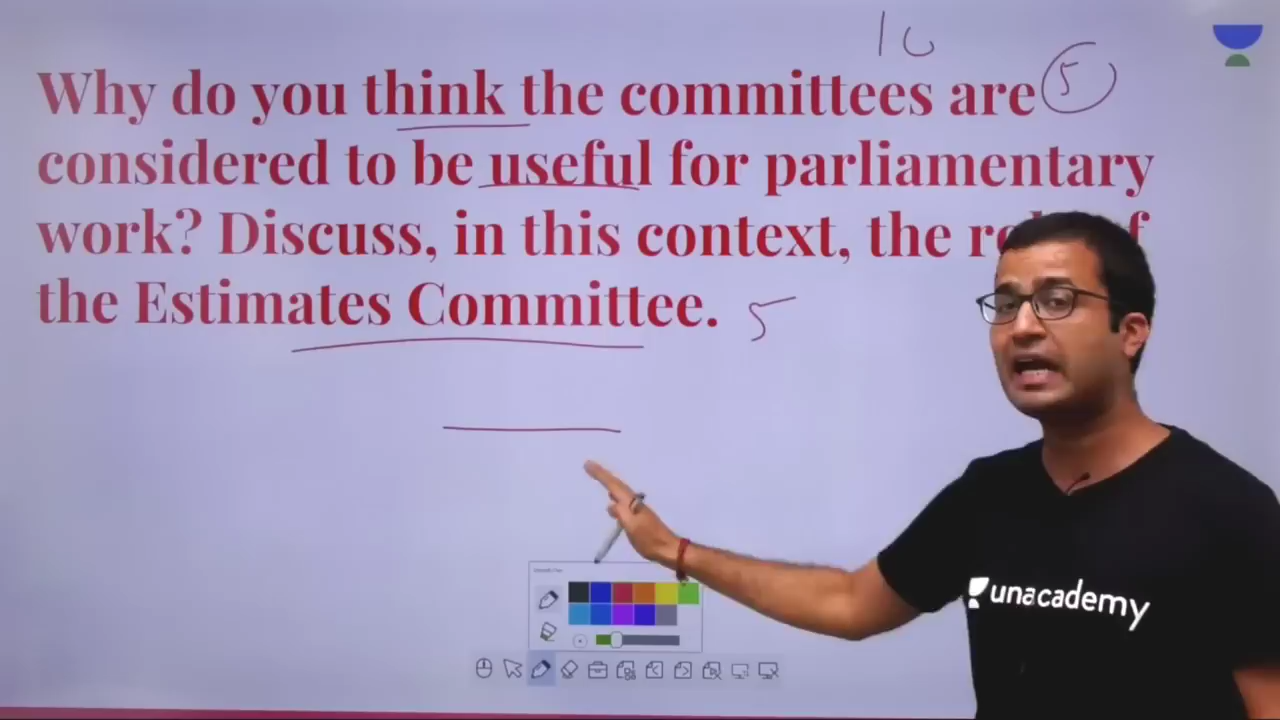 10
Why do you think the committees are 5
considered to be useful for parliamentary
work? Discuss, in this context, the
the Estimates Committee. 5
unacademy